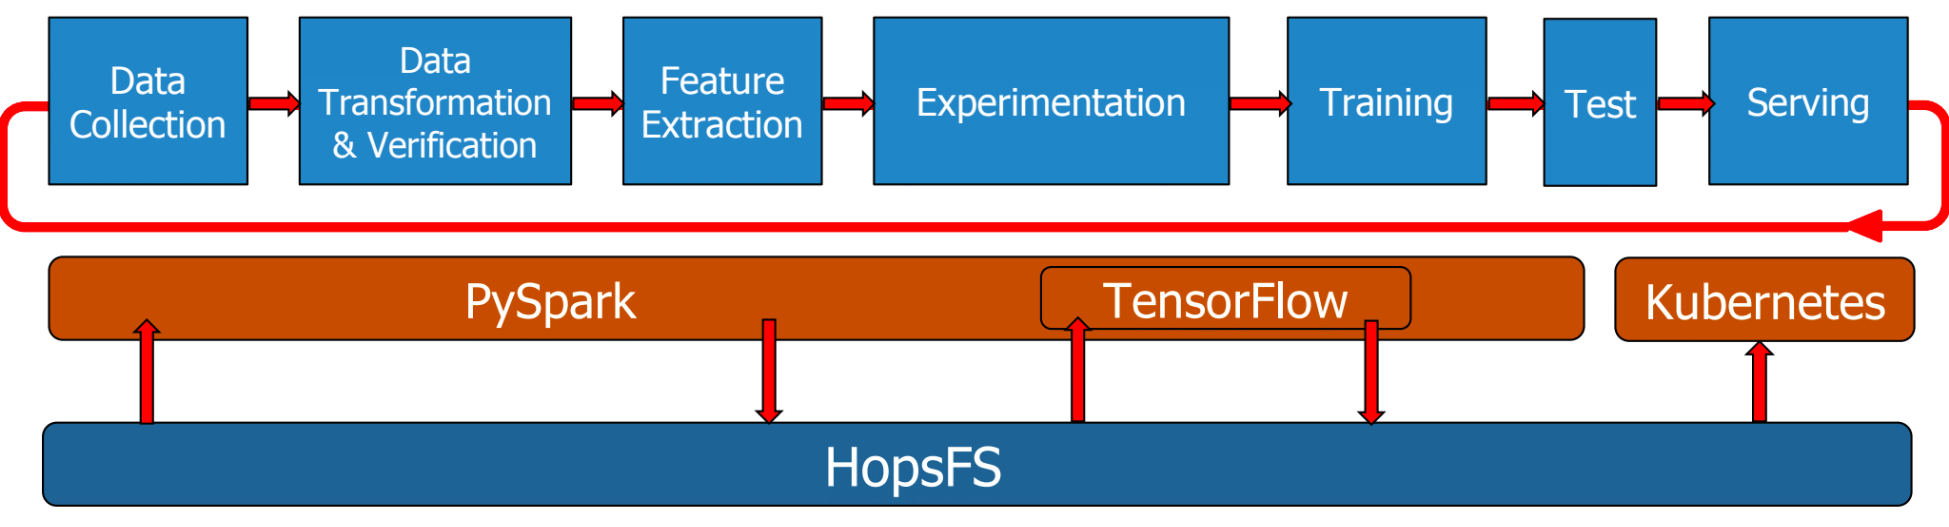 Data
Collection
Data
Transformation
& Verification
Feature
Extraction
Experimentation
Training
Test
Serving
PySpark
TensorFlow
Kubernetes
HopsFS